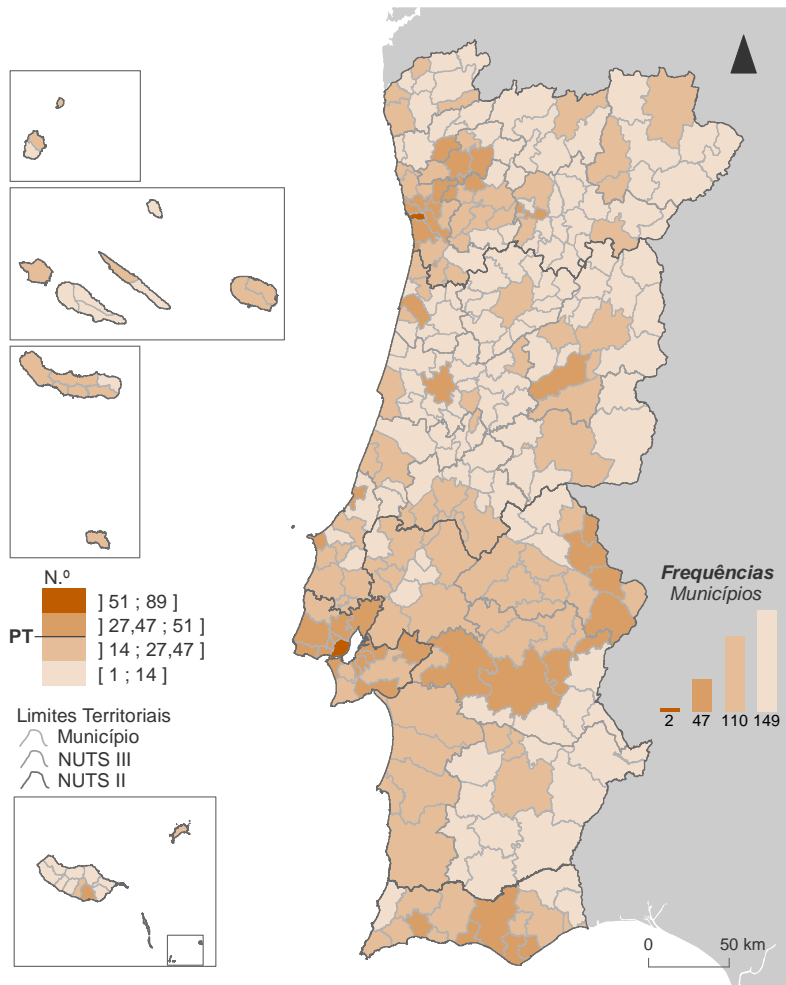 N.º
] 51 ; 89 ]
] 27,47 ; 51 ]
PT
] 14 ; 27,47 ]
[ 1 ; 14 ]
Limites Territoriais
Município
NUTS III
NUTS II
Frequências
Municípios
2 47 110 149
0 50 km